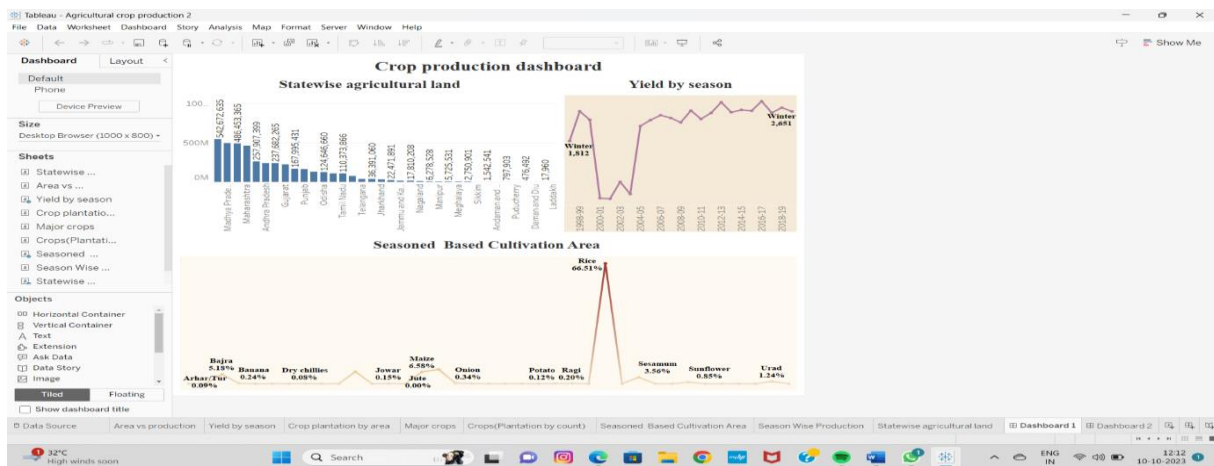 Tableau - Agricultural crop production 2
File Data Worksheet Dashboard Story Analysis Map Format Server Window Help
Show Me
Dashboard Layout
Default
Phone
Device Preview
Size
Desktop Browser (1000 x 800)
Sheets
Statewise ...
Area vs ...
Yield by season
Crop plantatio...
Major crops
Crops(Plantati...
Seasoned ...
Season Wise ...
Statewise ...
Objects
Horizontal Container
Vertical Container
Text
Extension
Ask Data
Data Story
Image
Tiled Floating
Show dashboard title
Crop production dashboard
Statewise agricultural land
100..
500M
0M
542,672,635
486,453,365
257,907,399
237,682,265
167,995,431
124,646,660
110,373,866
36,391,060
22,471,891
17,810,208
6,278,528
5,725,531
2,750,901
1,542,541
797,903
476,492
17,960
Madhya Prade..
Maharashtra
Andhra Pradesh
Gujarat
Punjab
Odisha
Tamil Nadu
Telangana
Jharkhand
Jammu and Ka..
Nagaland
Manipur
Meghalaya
Sikkim
Andaman and ..
Puducherry
Daman and Diu
Laddakh
Yield by season
Winter
1,812
Winter
2,651
1998-99
2000-01
2002-03
2004-05
2006-07
2008-09
2010-11
2012-13
2014-15
2016-17
2018-19
Seasoned Based Cultivation Area
Arhar/Tur
0.09%
Bajra
5.18%
Banana
0.24%
Dry chillies
0.08%
Jowar
0.15%
Maize
6.58%
Jute
0.00%
Onion
0.34%
Potato
0.12%
Ragi
0.20%
Rice
66.51%
Sesamum
3.56%
Sunflower
0.85%
Urad
1.24%
Data Source Area vs production Yield by season Crop plantation by area Major crops Crops(Plantation by count) Seasoned Based Cultivation Area Season Wise Production Statewise agricultural land Dashboard 1 Dashboard 2
32°C
High winds soon
Search
ENG
IN
12:12
10-10-2023